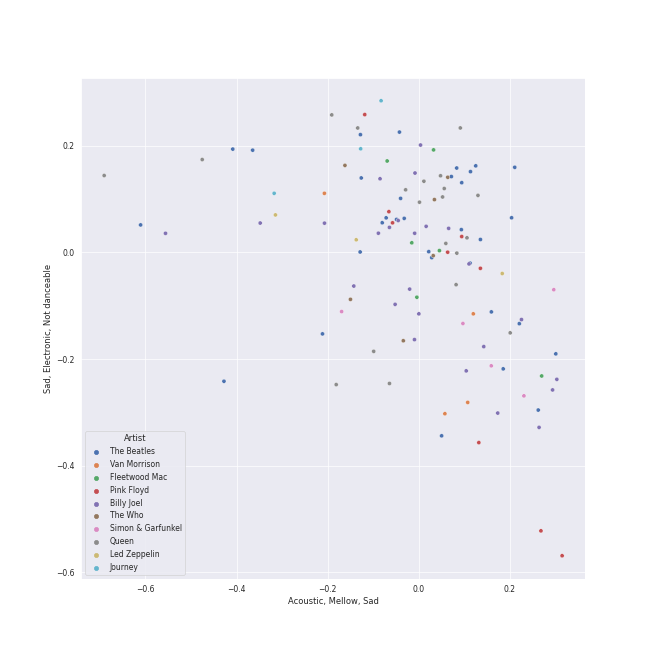 0.2
0.0
−0.2
−0.4
−0.6
Sad, Electronic, Not danceable
Artist
The Beatles
Van Morrison
Fleetwood Mac
Pink Floyd
Billy Joel
The Who
Simon & Garfunkel
Queen
Led Zeppelin
Journey
−0.6 −0.4 −0.2 0.0 0.2
Acoustic, Mellow, Sad